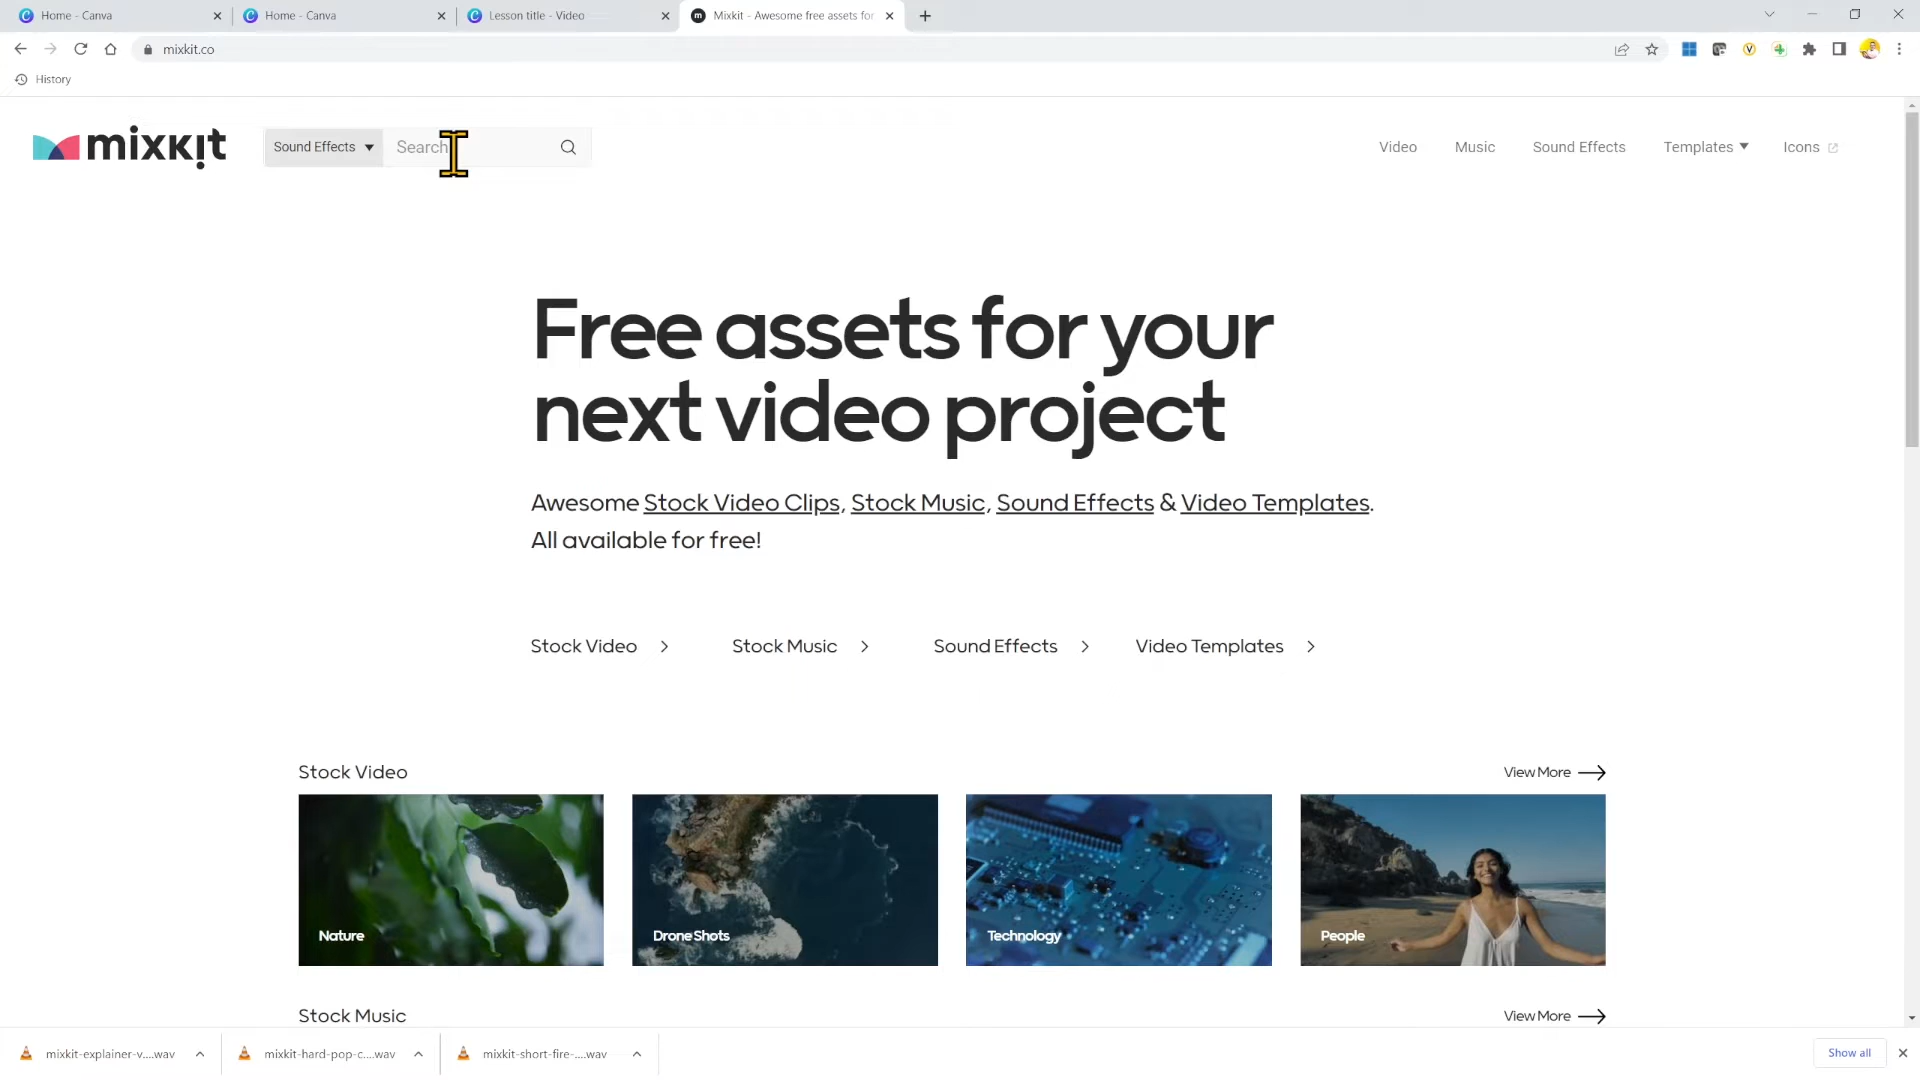 Home - Canva
Home - Canva
Lesson title - Video
Mixkit - Awesome free assets for
mixkit.co
History
mixkit
Sound Effects
Search
Video
Music
Sound Effects
Templates
Icons
Free assets for your
next video project
Awesome Stock Video Clips, Stock Music, Sound Effects & Video Templates.
All available for free!
Stock Video
Stock Music
Sound Effects
Video Templates
Stock Video
View More
Nature
Drone Shots
Technology
People
Stock Music
View More
mixkit-explainer-v....wav
mixkit-hard-pop-c....wav
mixkit-short-fire-....wav
Show all